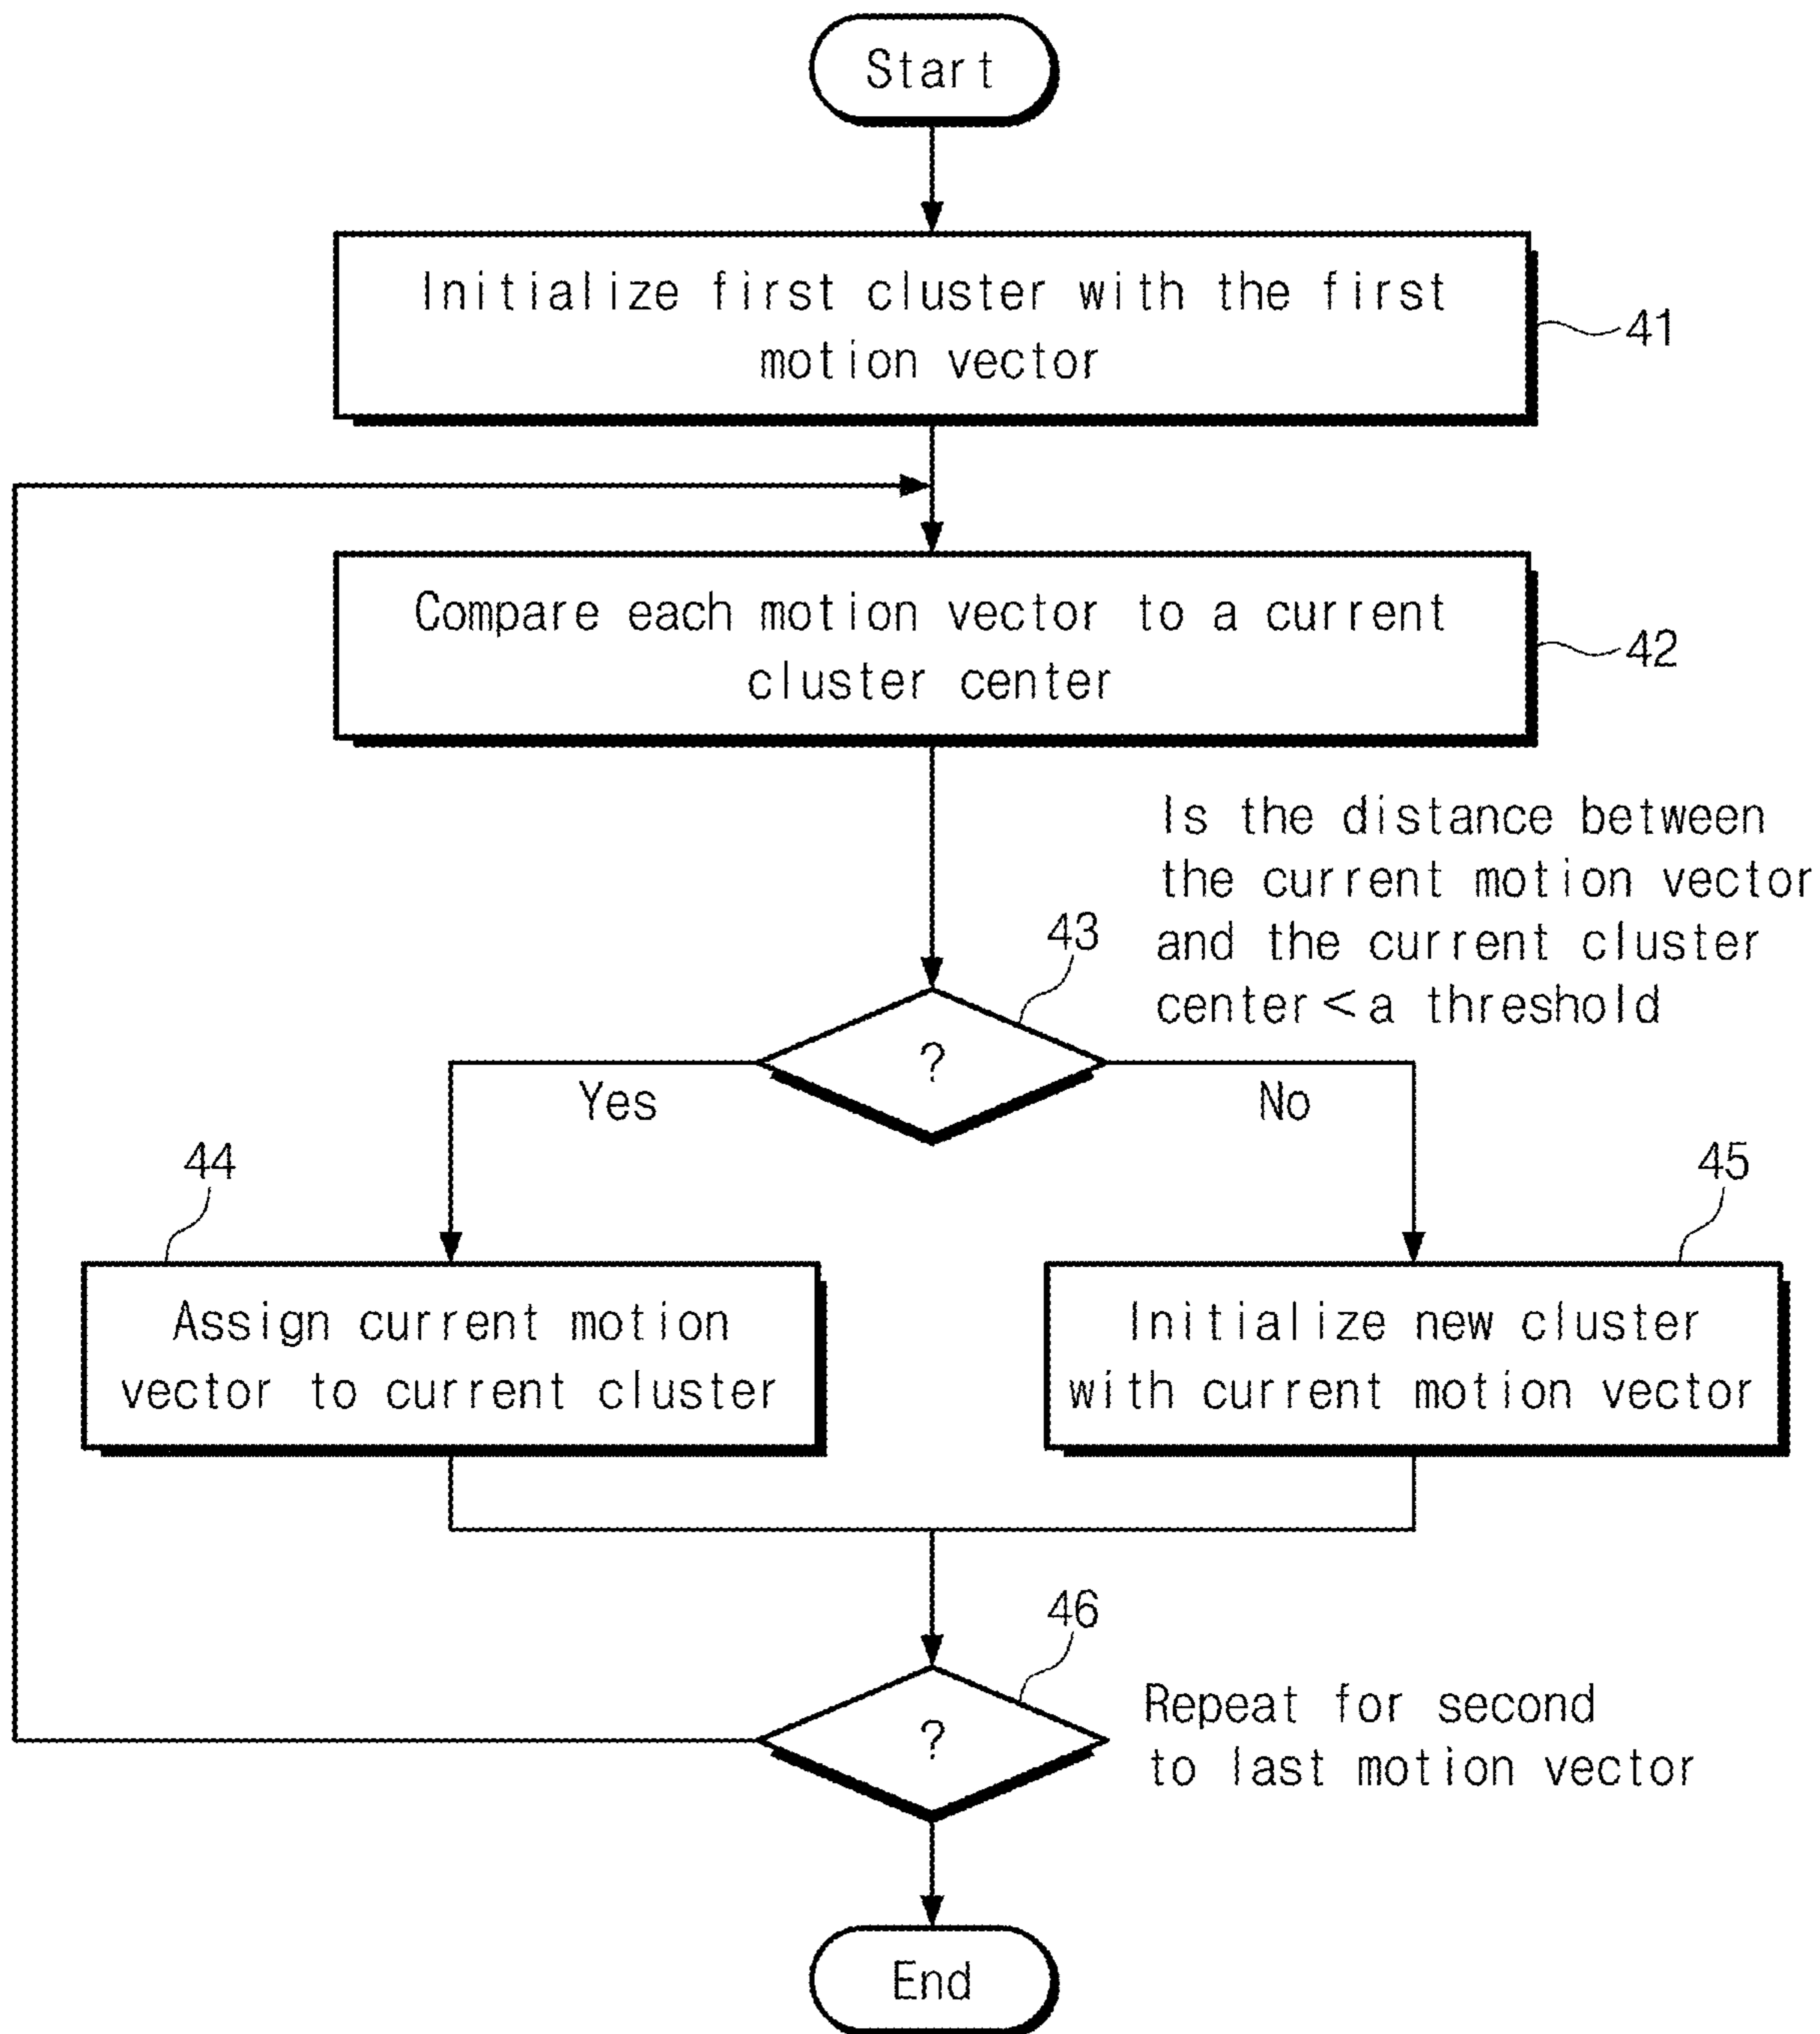 Start
Initialize first cluster with the first
motion vector
41
Compare each motion vector to a current
cluster center
42
Is the distance between
the current motion vector
and the current cluster
center<a threshold
43
?
Yes
No
44
45
Assign current motion
vector to current cluster
Initialize new cluster
with current motion vector
46
?
Repeat for second
to last motion vector
End